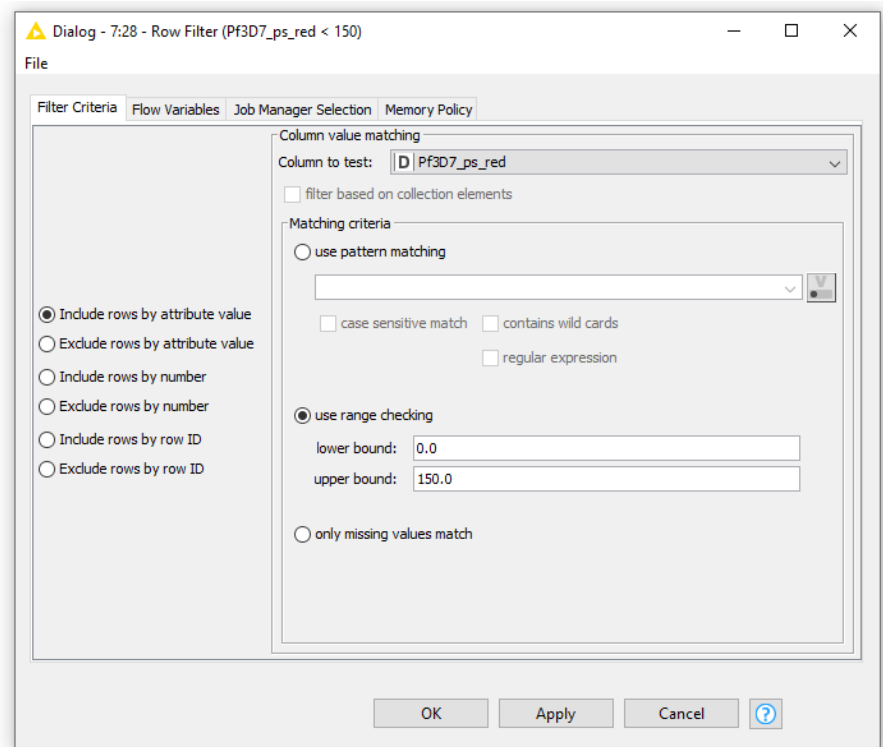 Dialog - 7:28 - Row Filter (Pf3D7_ps_red < 150)
File
Filter Criteria Flow Variables Job Manager Selection Memory Policy
Column value matching
Column to test: D Pf3D7_ps_red
filter based on collection elements
Matching criteria
use pattern matching
V
case sensitive match contains wild cards
regular expression
Include rows by attribute value
Exclude rows by attribute value
Include rows by number
Exclude rows by number
Include rows by row ID
Exclude rows by row ID
use range checking
lower bound: 0.0
upper bound: 150.0
only missing values match
OK Apply Cancel ?